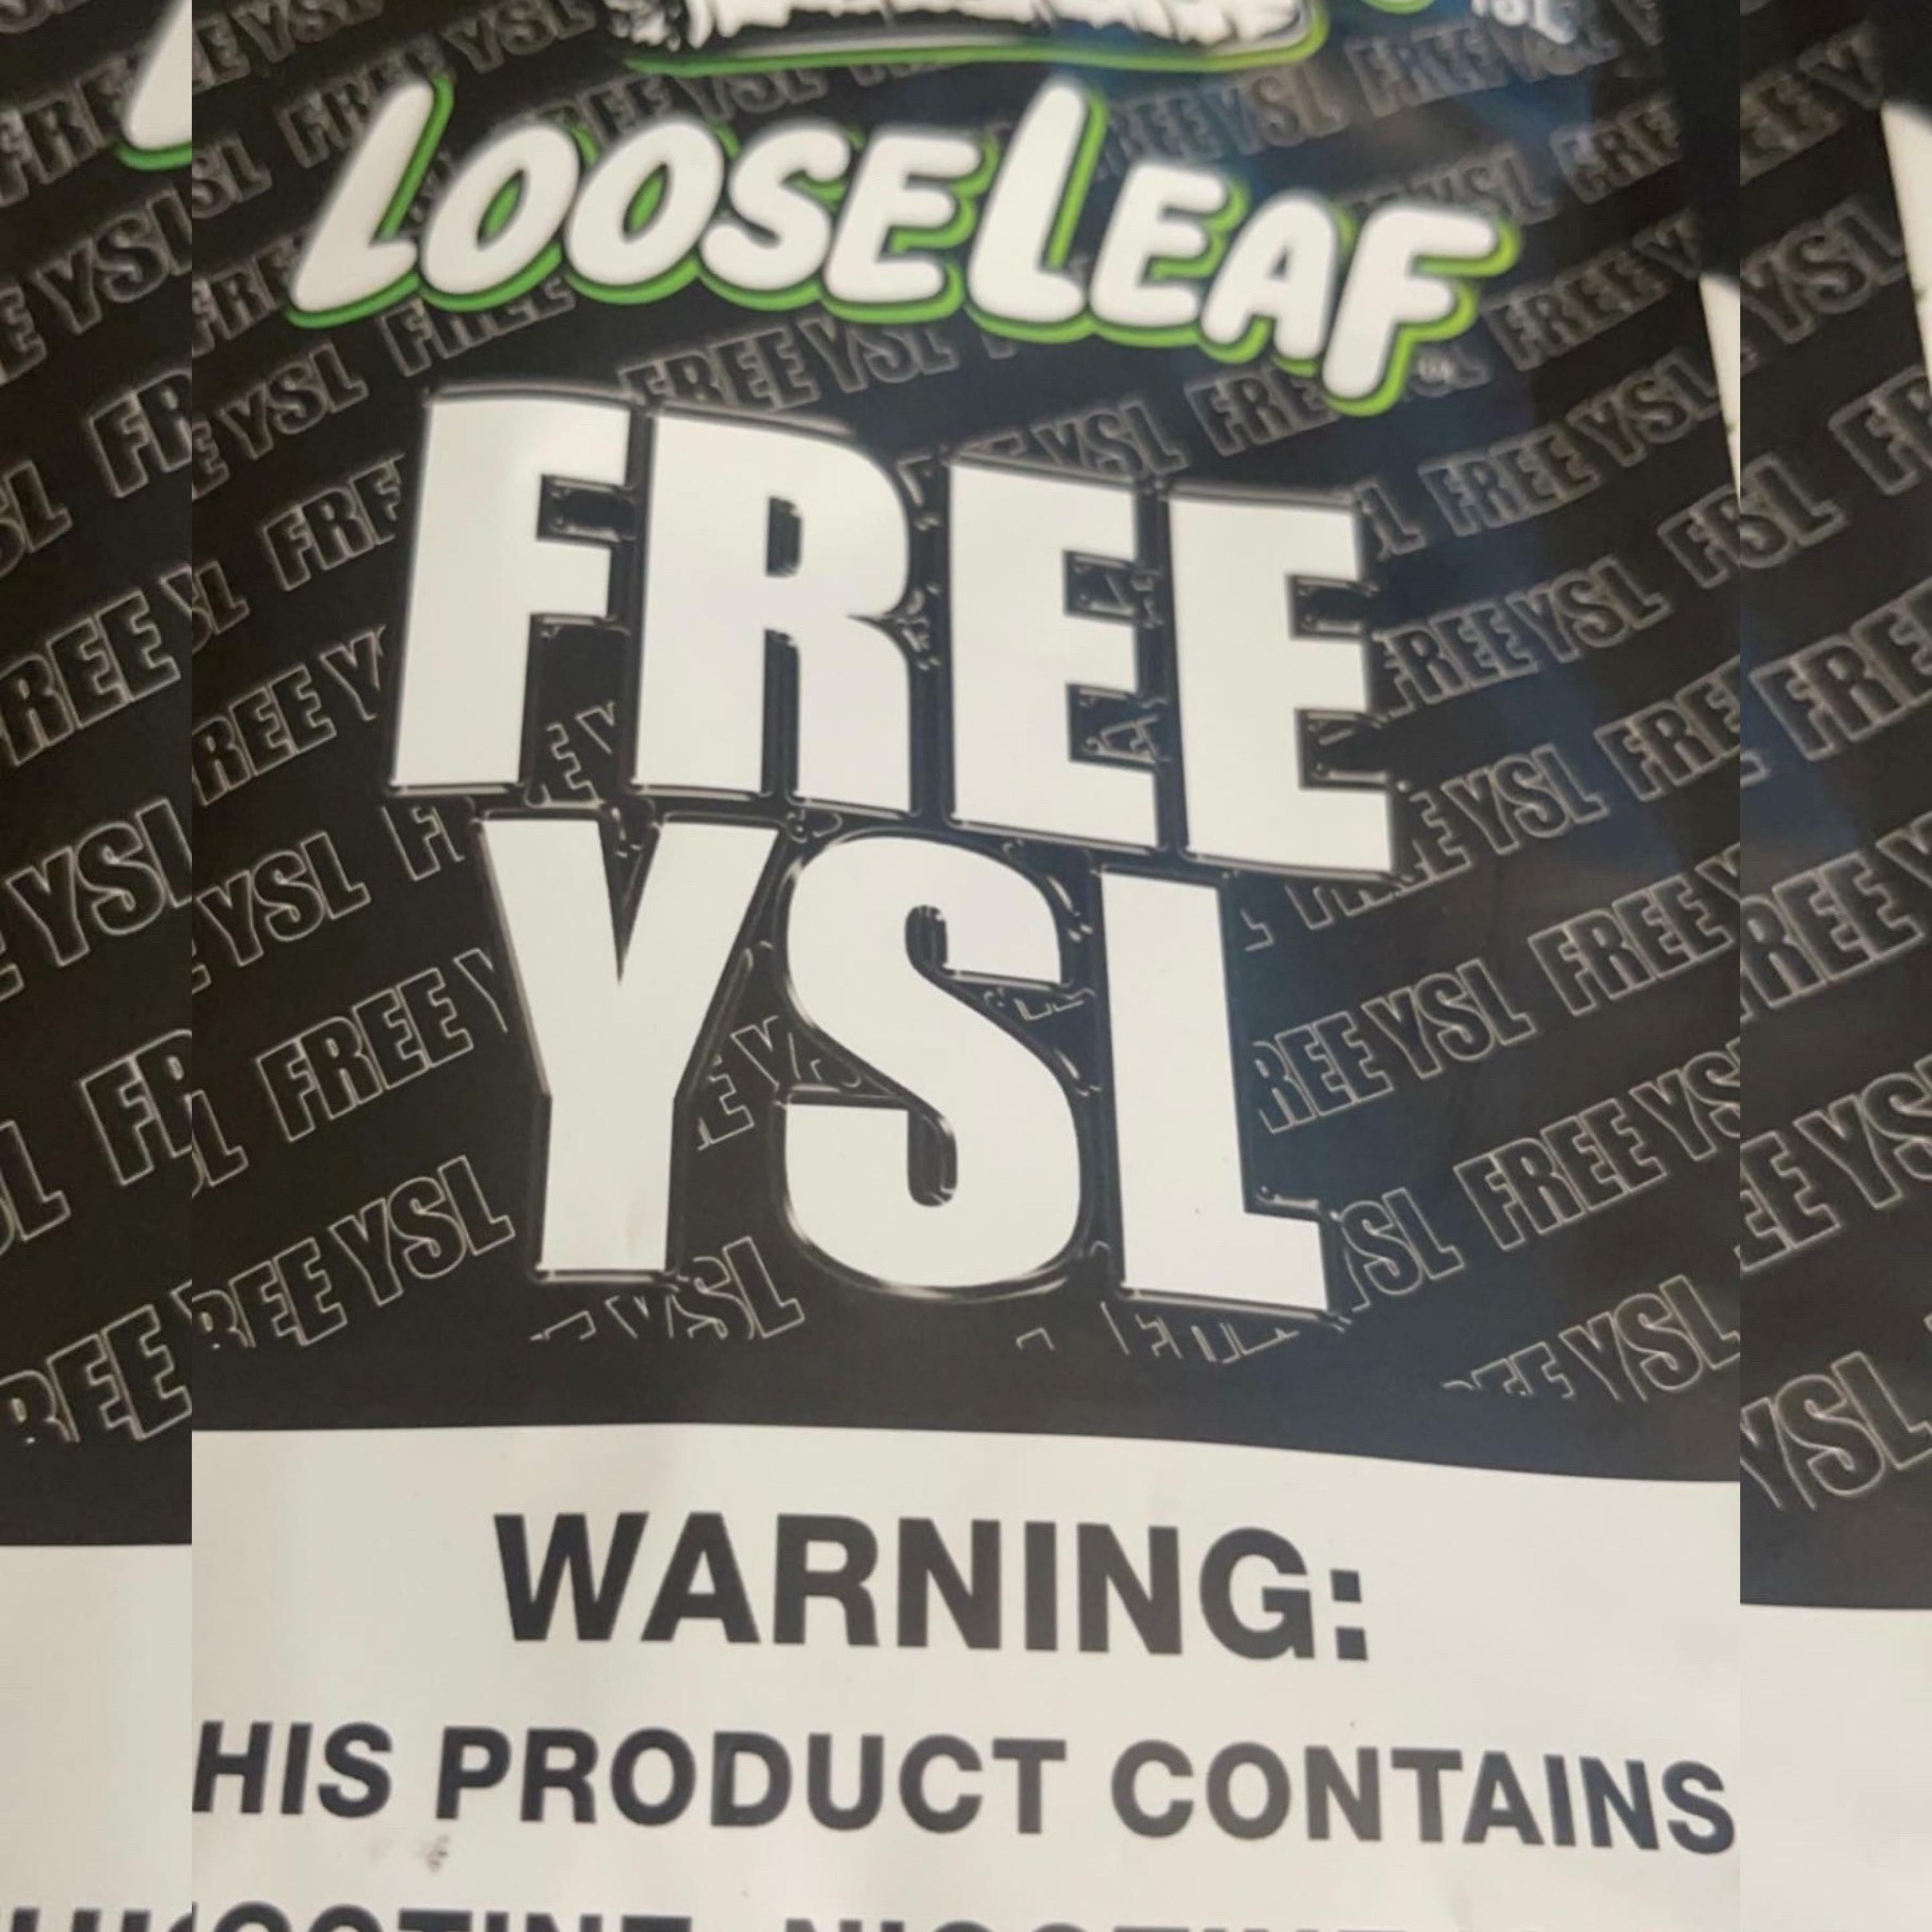 LOOSELEAF
FREE
YSL
WARNING:
HIS PRODUCT CONTAINS